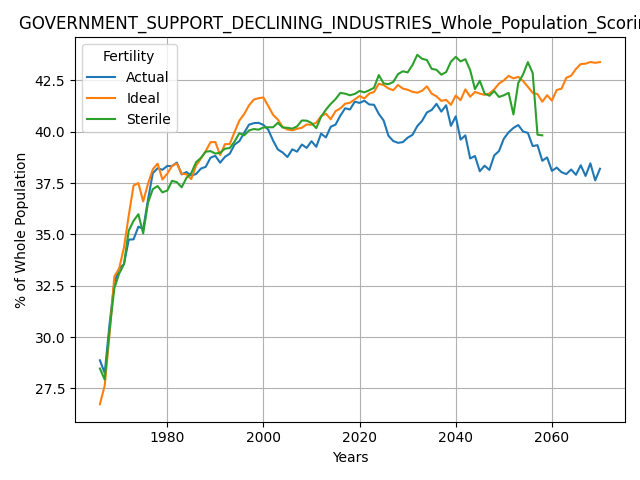 GOVERNMENT_SUPPORT_DECLINING_INDUSTRIES_Whole_Population_Scorin
Fertility
Actual
Ideal
Sterile
42.5
40.0
37.5
35.0
32.5
30.0
27.5
% of Whole Population
1980
2000
2020
2040
2060
Years